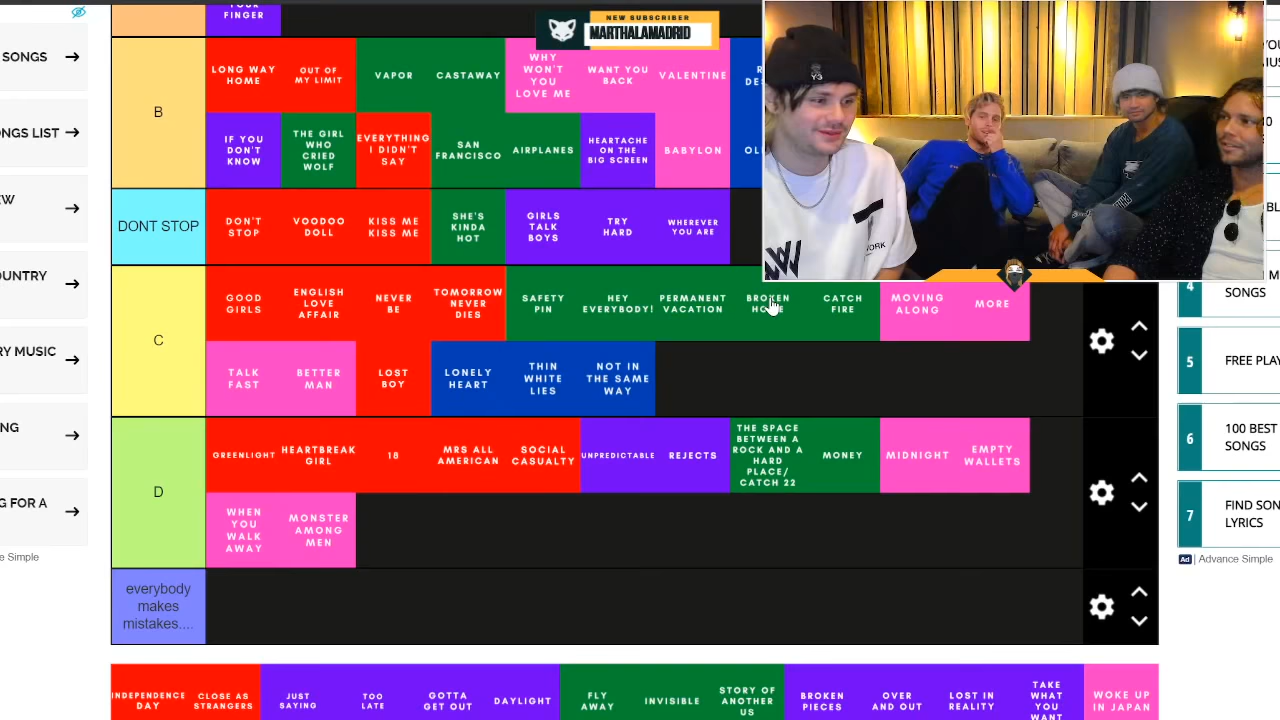 YOUR
FINGER
NEW SUBSCRIBER
MARTHALAMADRID
SONGS
B
LONG WAY
HOME
OUT OF
MY LIMIT
VAPOR
CASTAWAY
WHY
WON'T
YOU
LOVE ME
WANT YOU
BACK
VALENTINE
IF YOU
DON'T
KNOW
THE GIRL
WHO
CRIED
WOLF
EVERYTHING
I DIDN'T
SAY
SAN
FRANCISCO
AIRPLANES
HEARTACHE
ON THE
BIG SCREEN
BABYLON
OL
SONGS LIST
DONT STOP
DON'T
STOP
VOODOO
DOLL
KISS ME
KISS ME
SHE'S
KINDA
HOT
GIRLS
TALK
BOYS
TRY
HARD
WHEREVER
YOU ARE
C
GOOD
GIRLS
ENGLISH
LOVE
AFFAIR
NEVER
BE
TOMORROW
NEVER
DIES
SAFETY
PIN
HEY
EVERYBODY!
PERMANENT
VACATION
BROKEN
HOME
CATCH
FIRE
MOVING
ALONG
MORE
TALK
FAST
BETTER
MAN
LOST
BOY
LONELY
HEART
THIN
WHITE
LIES
NOT IN
THE SAME
WAY
MUSIC
D
GREENLIGHT
HEARTBREAK
GIRL
18
MRS ALL
AMERICAN
SOCIAL
CASUALTY
UNPREDICTABLE
REJECTS
THE SPACE
BETWEEN A
ROCK AND A
HARD
PLACE/
CATCH 22
MONEY
MIDNIGHT
EMPTY
WALLETS
WHEN
YOU
WALK
AWAY
MONSTER
AMONG
MEN
FOR A
everybody
makes
mistakes....
INDEPENDENCE
DAY
CLOSE AS
STRANGERS
JUST
SAYING
TOO
LATE
GOTTA
GET OUT
DAYLIGHT
FLY
AWAY
INVISIBLE
STORY OF
ANOTHER
US
BROKEN
PIECES
OVER
AND OUT
LOST IN
REALITY
TAKE
WHAT
YOU
WANT
WOKE UP
IN JAPAN
4
SONGS
5
FREE PLAY
6
100 BEST
SONGS
7
FIND SON
LYRICS
Ad | Advance Simple
Simple
Y3
YORK